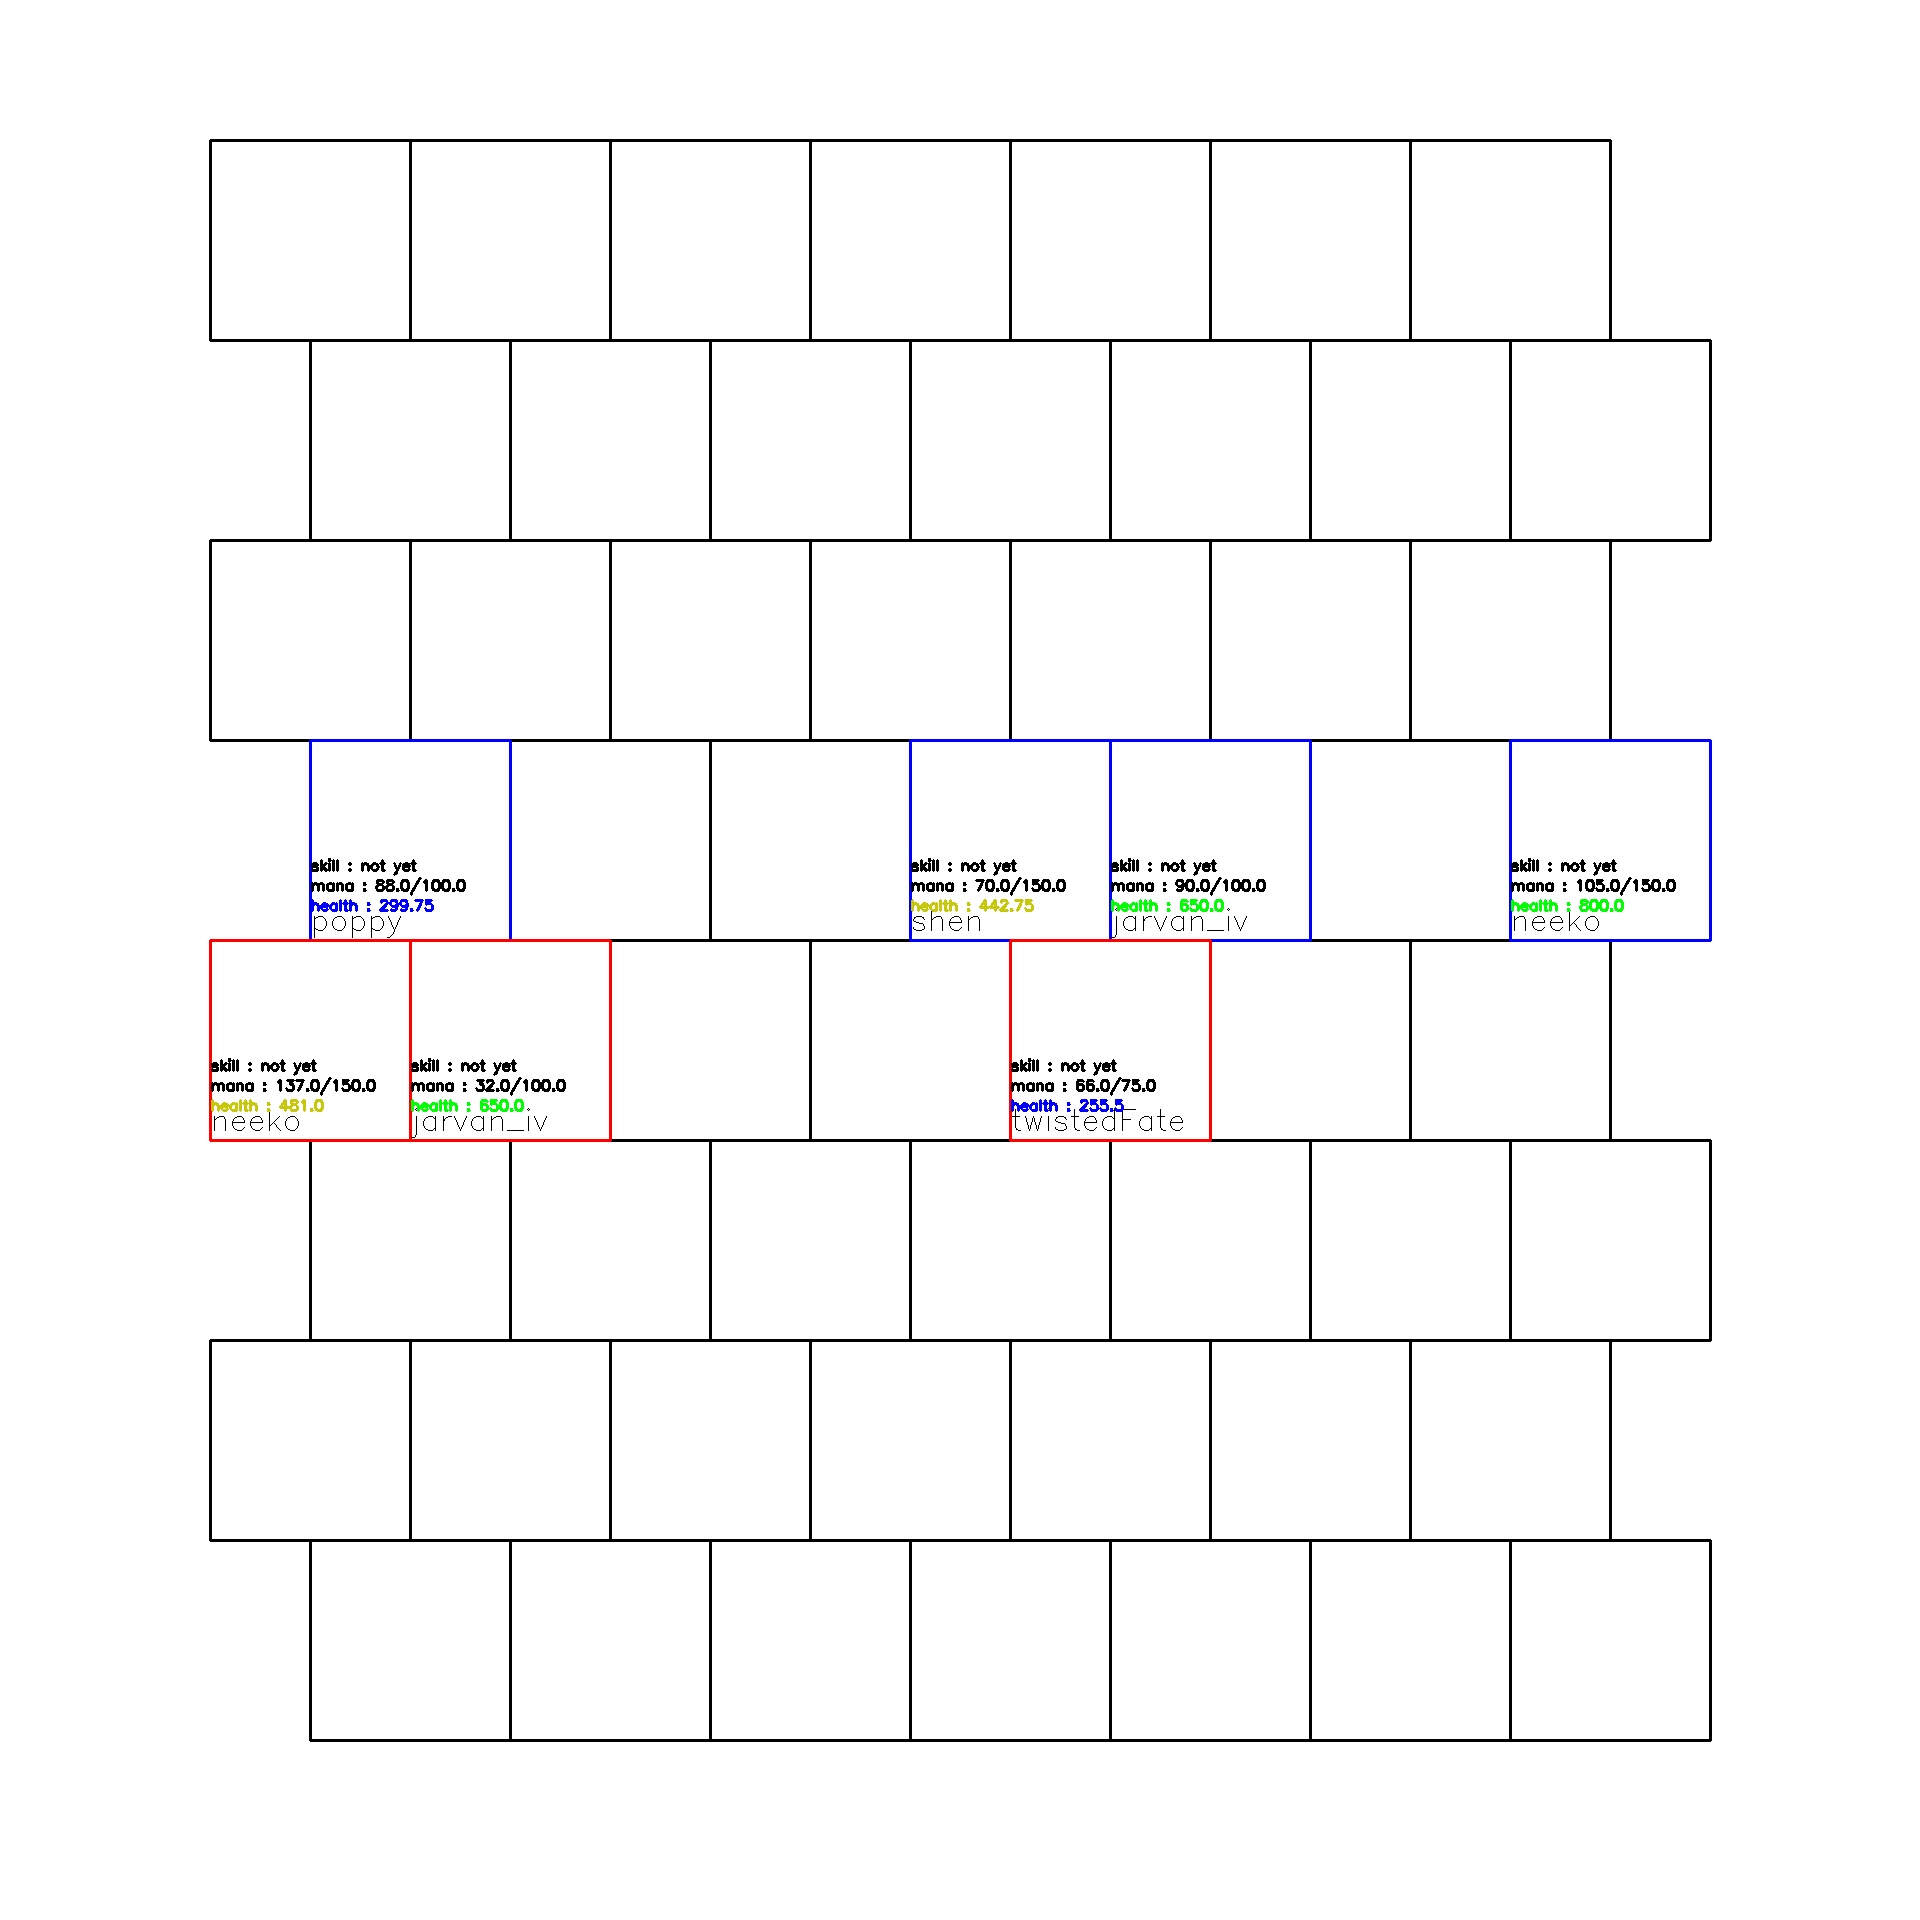 skill : not yet
mana : 88.0/100.0
health : 299.75
poppy
skill : not yet
mana : 70.0/150.0
health : 442.75
shen
skill : not yet
mana : 90.0/100.0
health : 650.0
jarvan_iv
skill : not yet
mana : 105.0/150.0
health : 800.0
neeko
skill : not yet
mana : 137.0/150.0
health : 481.0
neeko
skill : not yet
mana : 32.0/100.0
health : 650.0
jarvan_iv
skill : not yet
mana : 66.0/75.0
health : 255.5
twistedFate